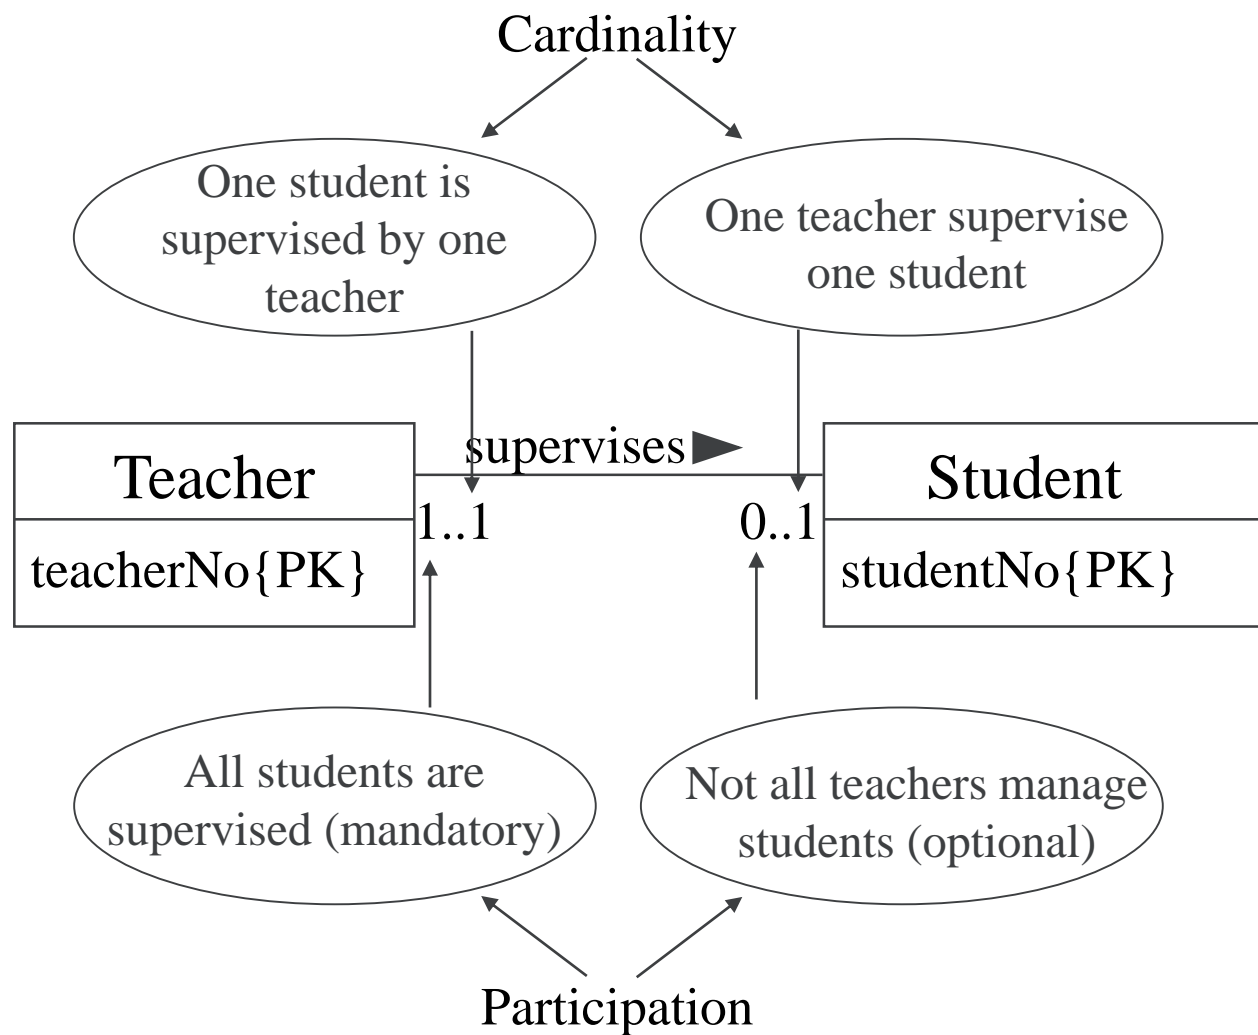 Cardinality
One student is
supervised by one
teacher
One teacher supervise
one student
supervises
Teacher
Student
1..1
0..1
teacherNo{PK}
studentNo{PK}
All students are
supervised (mandatory)
Not all teachers manage
students (optional)
Participation